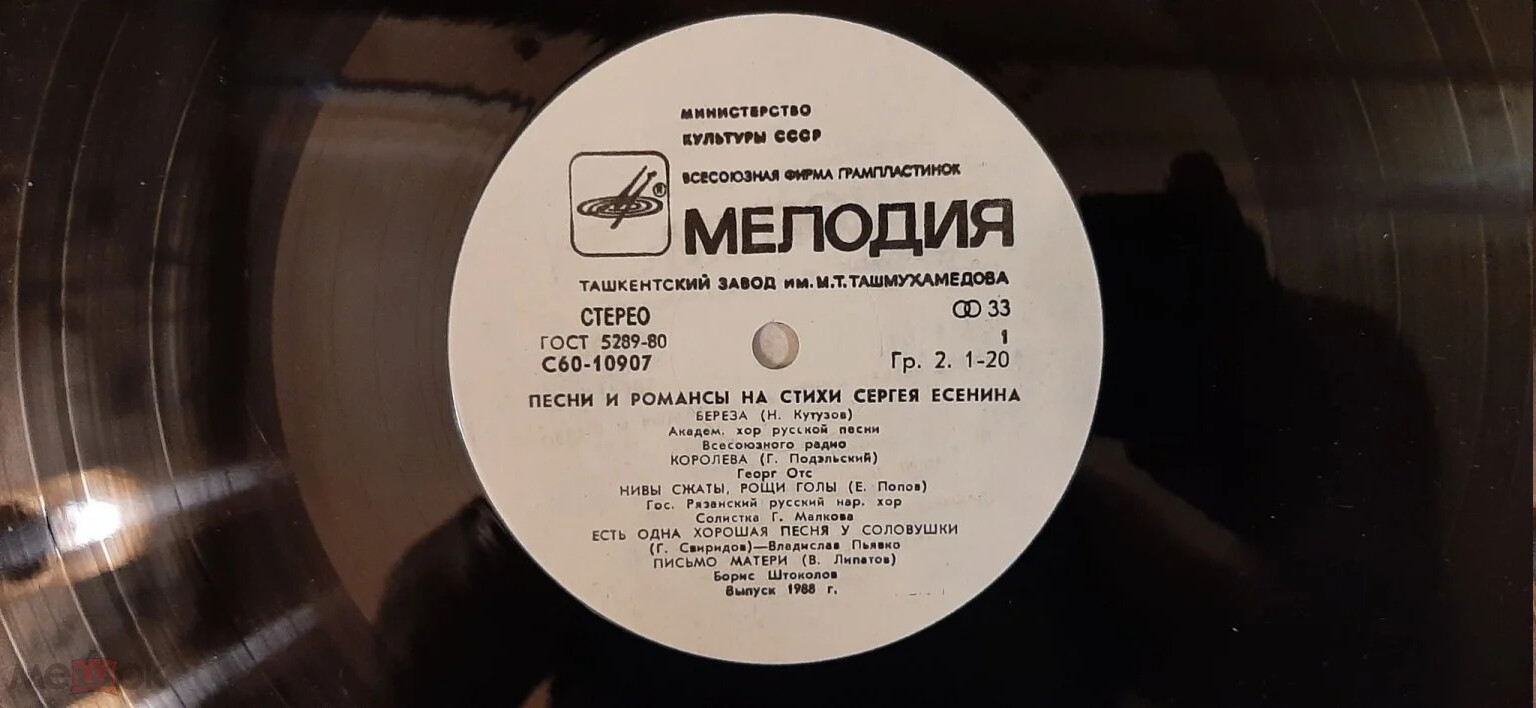 МИНИСТЕРСТВО
КУЛЬТУРЫ СССР
ВСЕСОЮЗНАЯ ФИРМА ГРАМПЛАСТИНОК
®
МЕЛОДИЯ
ТАШКЕНТСКИЙ ЗАВОД им. М.Т. ТАШМУХАМЕДОВА
СТЕРЕО 33
ГОСТ 5289-80 1
С60-10907 Гр. 2. 1-20
ПЕСНИ И РОМАНСЫ НА СТИХИ СЕРГЕЯ ЕСЕНИНА
БЕРЕЗА (Н. Кутузов)
Академ. хор русской песни
Всесоюзного радио
КОРОЛЕВА (Г. Подэльский)
Георг Отс
НИВЫ СЖАТЫ, РОЩИ ГОЛЫ (Е. Попов)
Гос. Рязанский русский нар. хор
Солистка Г. Малкова
ЕСТЬ ОДНА ХОРОШАЯ ПЕСНЯ У СОЛОВУШКИ
(Г. Свиридов)—Владислав Пьявко
ПИСЬМО МАТЕРИ (В. Липатов)
Борис Штоколов
Выпуск 1988 г.
мешок